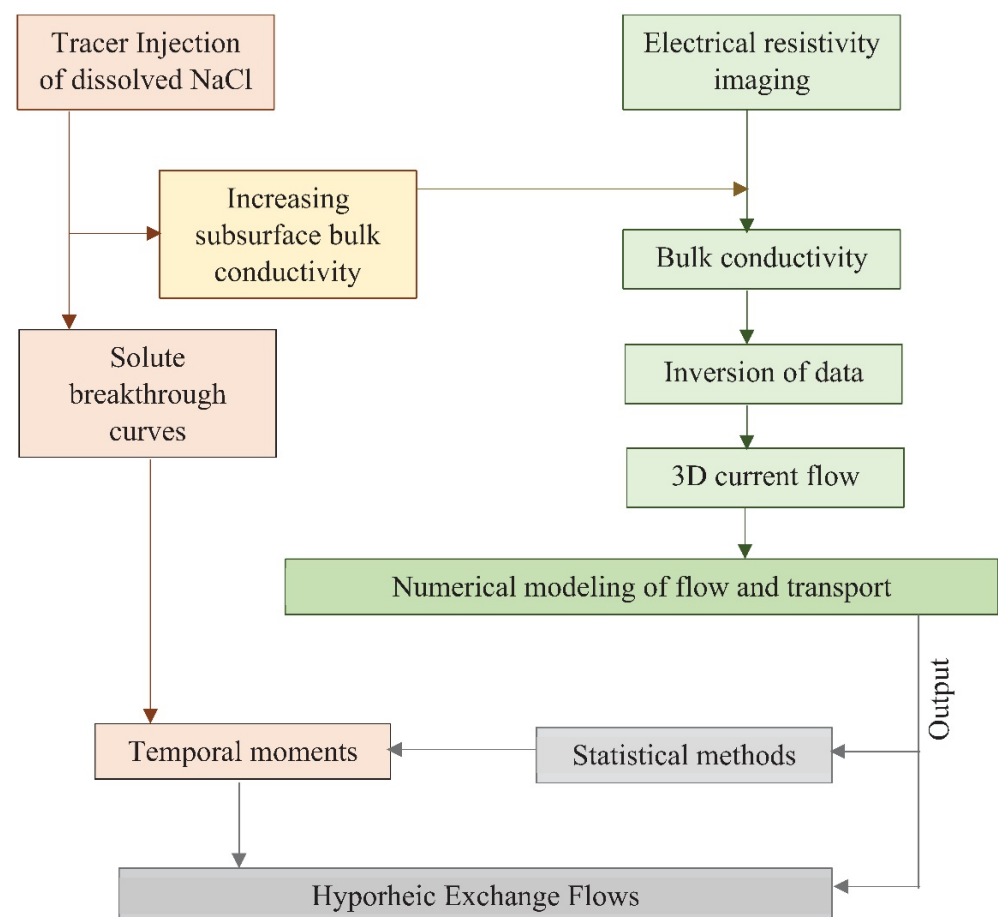 Tracer Injection
of dissolved NaCl
Electrical resistivity
imaging
Increasing
subsurface bulk
conductivity
Bulk conductivity
Solute
breakthrough
curves
Inversion of data
3D current flow
Numerical modeling of flow and transport
Output
Temporal moments
Statistical methods
Hyporheic Exchange Flows